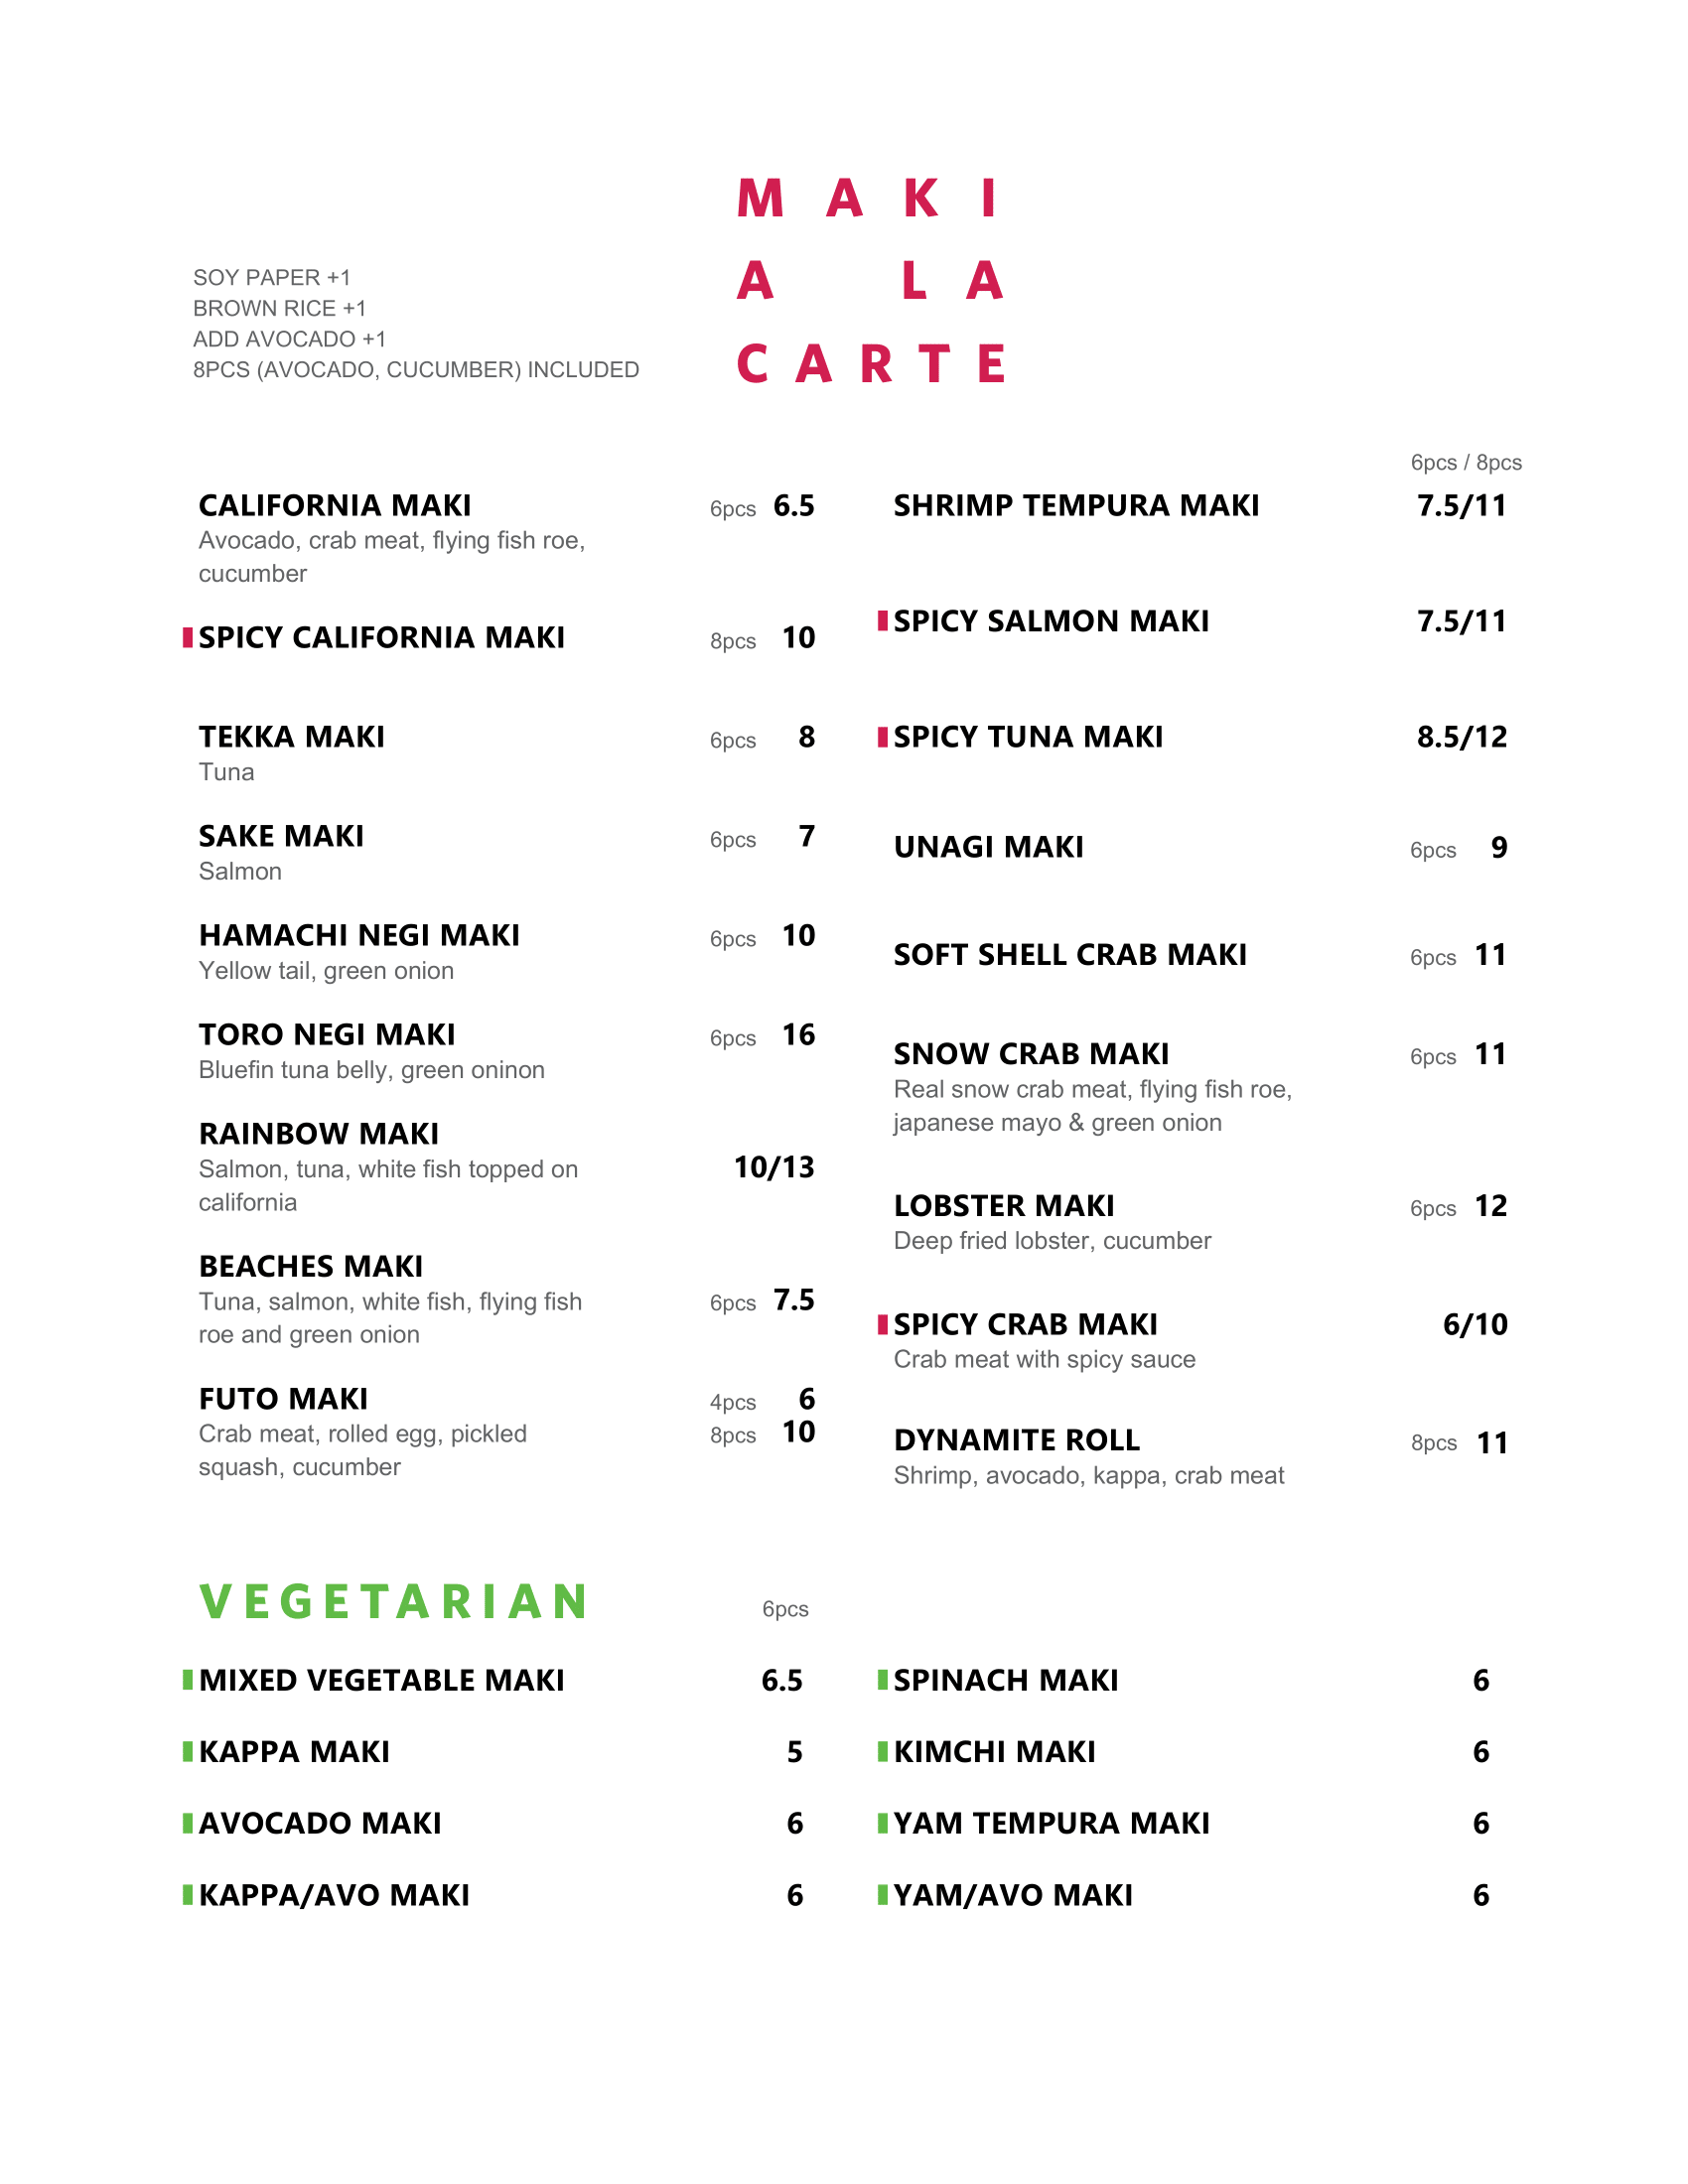 MAKI
A LA
CARTE
SOY PAPER +1
BROWN RICE +1
ADD AVOCADO +1
8PCS (AVOCADO, CUCUMBER) INCLUDED
CALIFORNIA MAKI 6pcs 6.5
Avocado, crab meat, flying fish roe,
cucumber
SPICY CALIFORNIA MAKI 8pcs 10
TEKKA MAKI 6pcs 8
Tuna
SAKE MAKI 6pcs 7
Salmon
HAMACHI NEGI MAKI 6pcs 10
Yellow tail, green onion
TORO NEGI MAKI 6pcs 16
Bluefin tuna belly, green oninon
RAINBOW MAKI
Salmon, tuna, white fish topped on 10/13
california
BEACHES MAKI
Tuna, salmon, white fish, flying fish 6pcs 7.5
roe and green onion
FUTO MAKI 4pcs 6
Crab meat, rolled egg, pickled 8pcs 10
squash, cucumber
6pcs / 8pcs
SHRIMP TEMPURA MAKI 7.5/11
SPICY SALMON MAKI 7.5/11
SPICY TUNA MAKI 8.5/12
UNAGI MAKI 6pcs 9
SOFT SHELL CRAB MAKI 6pcs 11
SNOW CRAB MAKI 6pcs 11
Real snow crab meat, flying fish roe,
japanese mayo & green onion
LOBSTER MAKI 6pcs 12
Deep fried lobster, cucumber
SPICY CRAB MAKI 6/10
Crab meat with spicy sauce
DYNAMITE ROLL 8pcs 11
Shrimp, avocado, kappa, crab meat
VEGETARIAN 6pcs
MIXED VEGETABLE MAKI 6.5
KAPPA MAKI 5
AVOCADO MAKI 6
KAPPA/AVO MAKI 6
SPINACH MAKI 6
KIMCHI MAKI 6
YAM TEMPURA MAKI 6
YAM/AVO MAKI 6